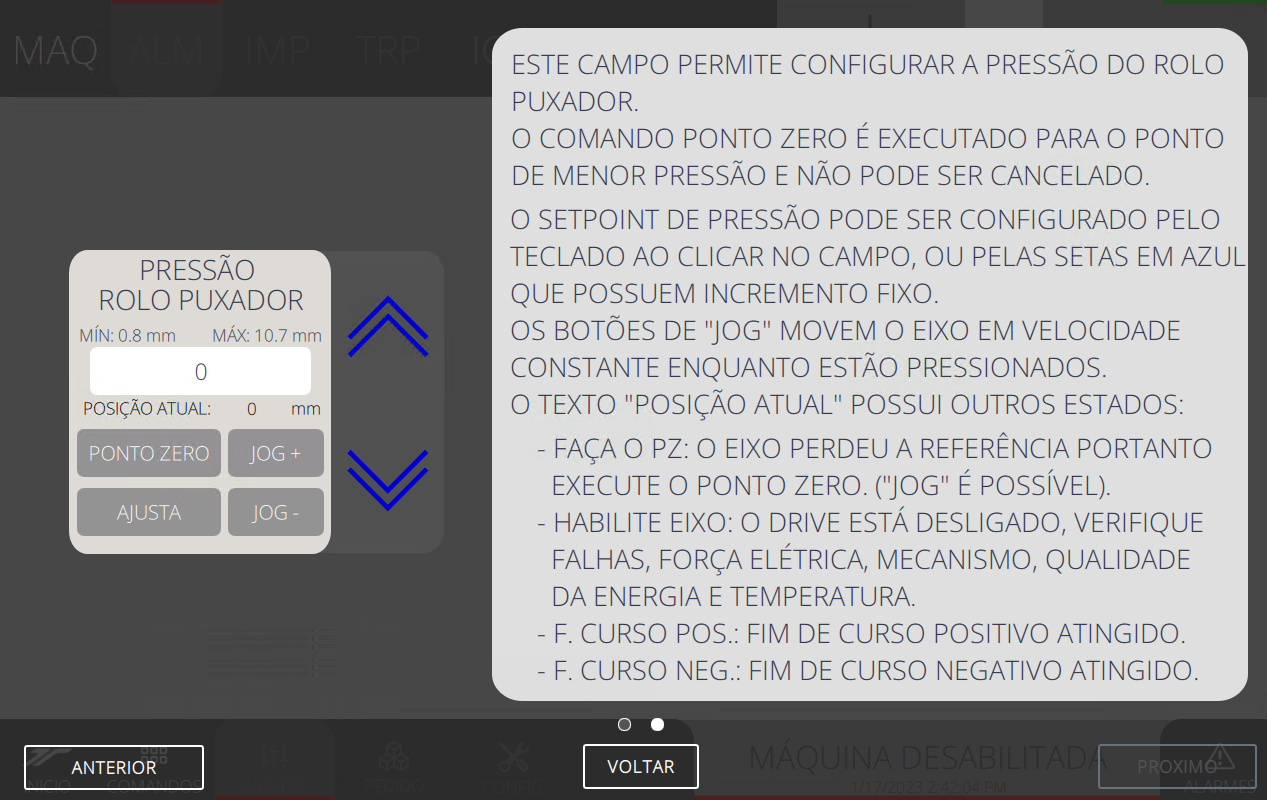 MAQ ALM IMP TRP
ESTE CAMPO PERMITE CONFIGURAR A PRESSÃO DO ROLO
PUXADOR.
O COMANDO PONTO ZERO É EXECUTADO PARA O PONTO
DE MENOR PRESSÃO E NÃO PODE SER CANCELADO.
O SETPOINT DE PRESSÃO PODE SER CONFIGURADO PELO
TECLADO AO CLICAR NO CAMPO, OU PELAS SETAS EM AZUL
QUE POSSUEM INCREMENTO FIXO.
OS BOTÕES DE "JOG" MOVEM O EIXO EM VELOCIDADE
CONSTANTE ENQUANTO ESTÃO PRESSIONADOS.
O TEXTO "POSIÇÃO ATUAL" POSSUI OUTROS ESTADOS:
- FAÇA O PZ: O EIXO PERDEU A REFERÊNCIA PORTANTO
EXECUTE O PONTO ZERO. ("JOG" É POSSÍVEL).
- HABILITE EIXO: O DRIVE ESTÁ DESLIGADO, VERIFIQUE
FALHAS, FORÇA ELÉTRICA, MECANISMO, QUALIDADE
DA ENERGIA E TEMPERATURA.
- F. CURSO POS.: FIM DE CURSO POSITIVO ATINGIDO.
- F. CURSO NEG.: FIM DE CURSO NEGATIVO ATINGIDO.
PRESSÃO
ROLO PUXADOR
MÍN: 0.8 mm MÁX: 10.7 mm
0
POSIÇÃO ATUAL: 0 mm
PONTO ZERO JOG +
AJUSTA JOG -
ANTERIOR
VOLTAR
PROXIMO
MÁQUINA DESABILITADA
1/17/2023 2:42:04 PM
INICIO COMANDOS
PEDIDO CONFIG
ALARMES